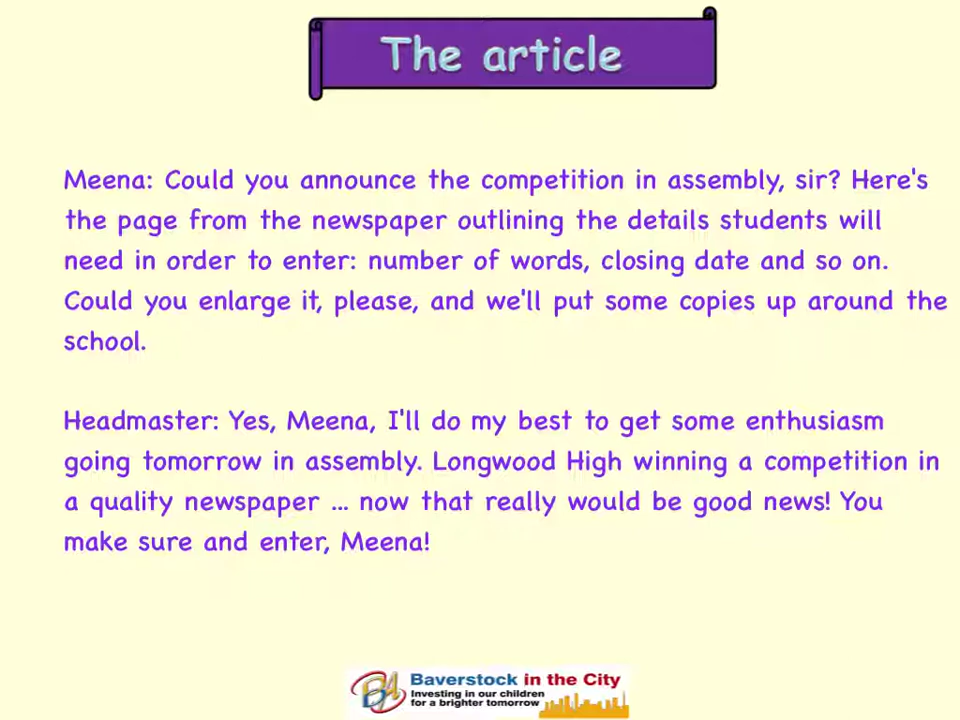 The article
Meena: Could you announce the competition in assembly, sir? Here's
the page from the newspaper outlining the details students will
need in order to enter: number of words, closing date and so on.
Could you enlarge it, please, and we'll put some copies up around the
school.
Headmaster: Yes, Meena, I'll do my best to get some enthusiasm
going tomorrow in assembly. Longwood High winning a competition in
a quality newspaper ... now that really would be good news! You
make sure and enter, Meena!
Baverstock in the City
Investing in our children
for a brighter tomorrow